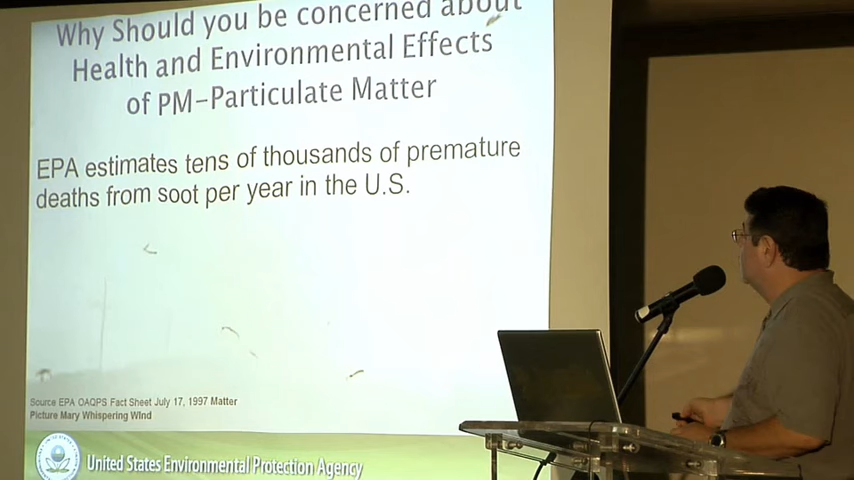 Why Should you be concerned about
Health and Environmental Effects
of PM-Particulate Matter
EPA estimates tens of thousands of premature
deaths from soot per year in the U.S.
Source EPA OAQPS Fact Sheet July 17, 1997 Matter
Picture Mary Whispering WInd
United States Environmental Protection Agency